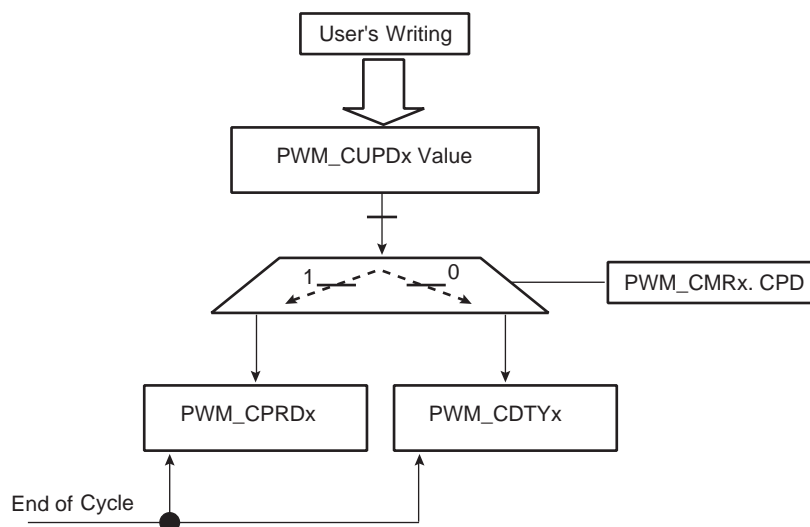 User's Writing
PWM_CUPDx Value
1
0
PWM_CMRx. CPD
PWM_CPRDx
PWM_CDTYx
End of Cycle